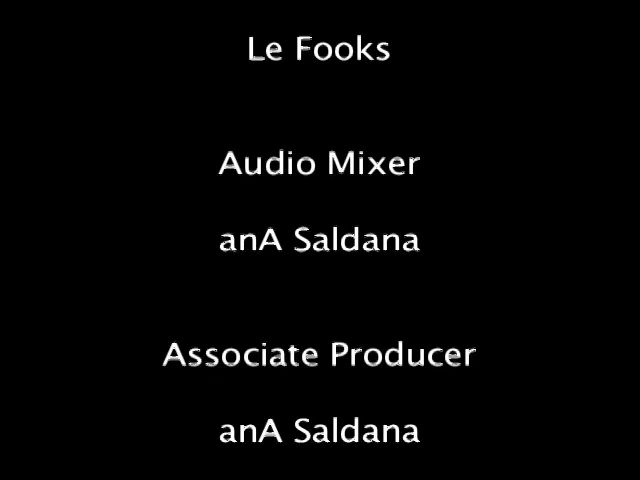 Le Fooks
Audio Mixer
anA Saldana
Associate Producer
anA Saldana